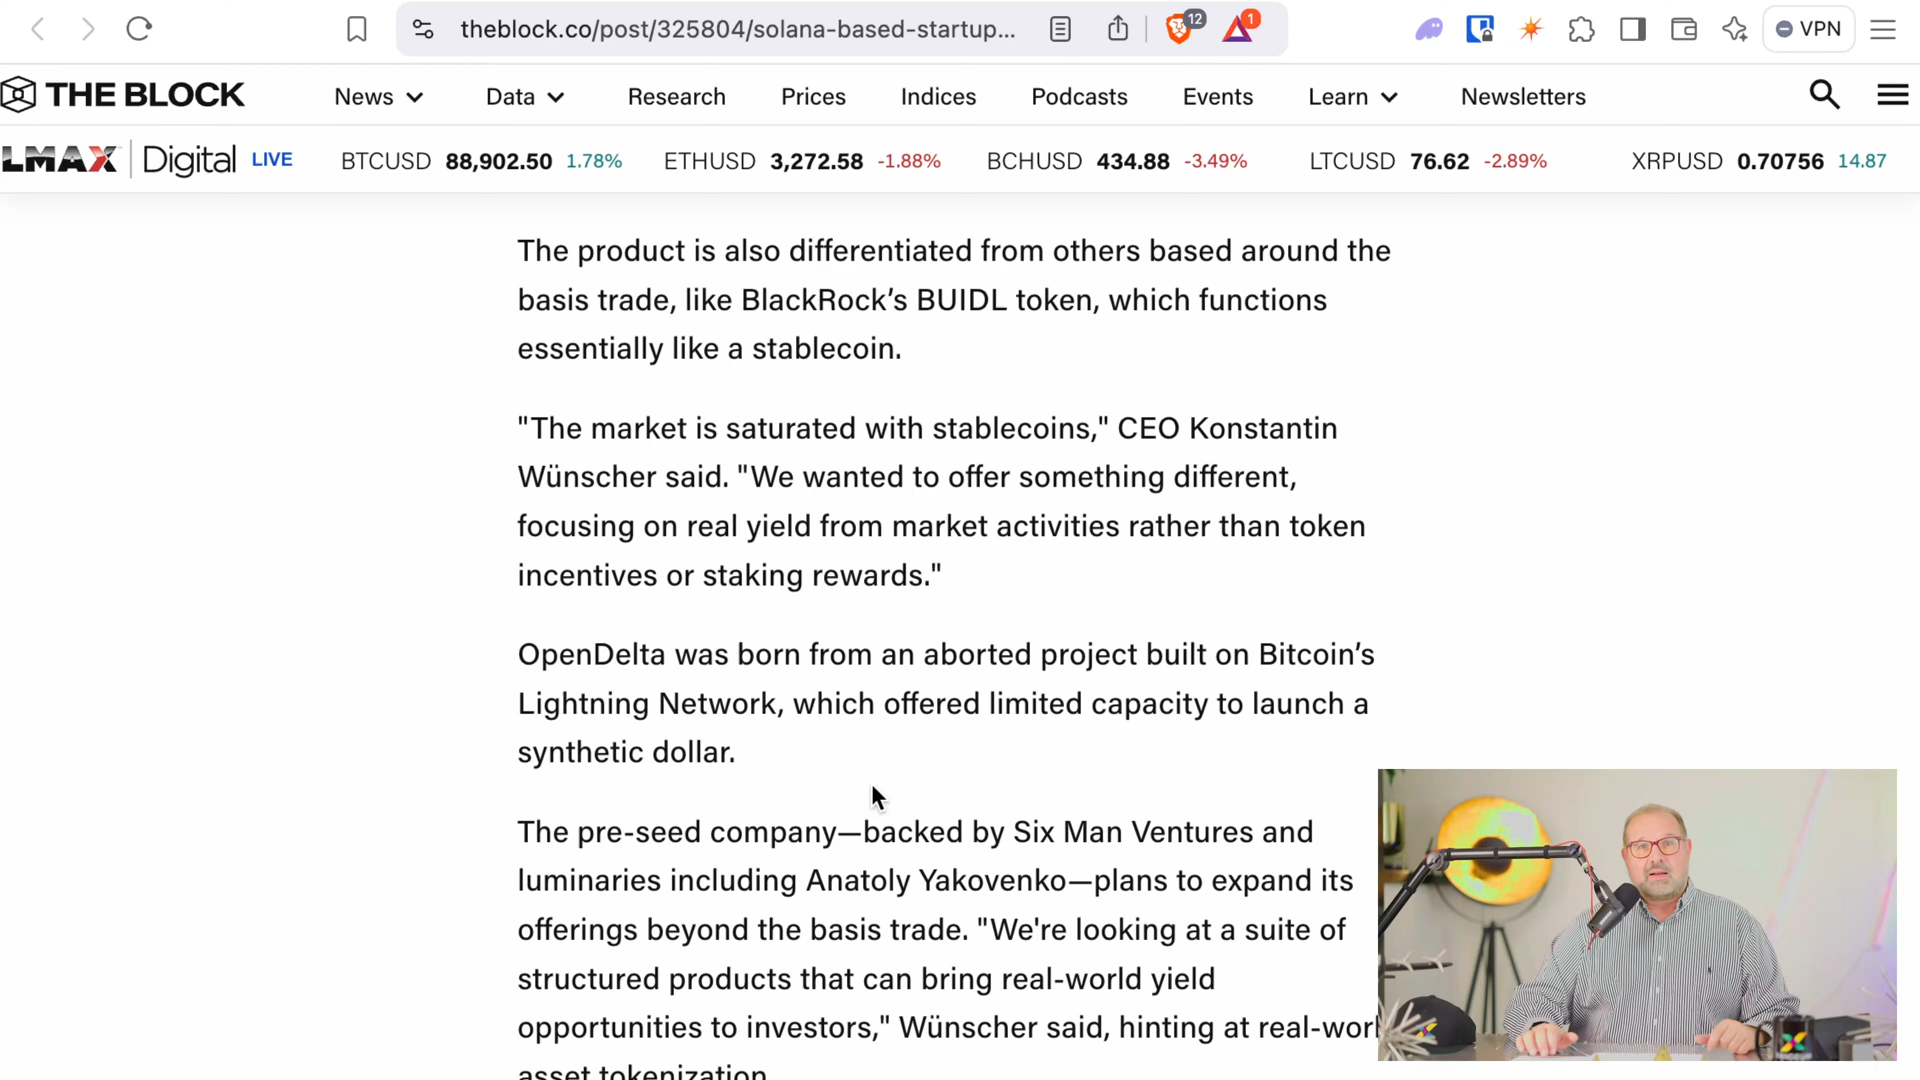 theblock.co/post/325804/solana-based-startup...
12
1
VPN
THE BLOCK
News
Data
Research
Prices
Indices
Podcasts
Events
Learn
Newsletters
LMAX Digital LIVE
BTCUSD 88,902.50 1.78%
ETHUSD 3,272.58 -1.88%
BCHUSD 434.88 -3.49%
LTCUSD 76.62 -2.89%
XRPUSD 0.70756 14.87
The product is also differentiated from others based around the
basis trade, like BlackRock’s BUIDL token, which functions
essentially like a stablecoin.
"The market is saturated with stablecoins," CEO Konstantin
Wünscher said. "We wanted to offer something different,
focusing on real yield from market activities rather than token
incentives or staking rewards."
OpenDelta was born from an aborted project built on Bitcoin’s
Lightning Network, which offered limited capacity to launch a
synthetic dollar.
The pre-seed company—backed by Six Man Ventures and
luminaries including Anatoly Yakovenko—plans to expand its
offerings beyond the basis trade. "We're looking at a suite of
structured products that can bring real-world yield
opportunities to investors," Wünscher said, hinting at real-worl
asset tokenization